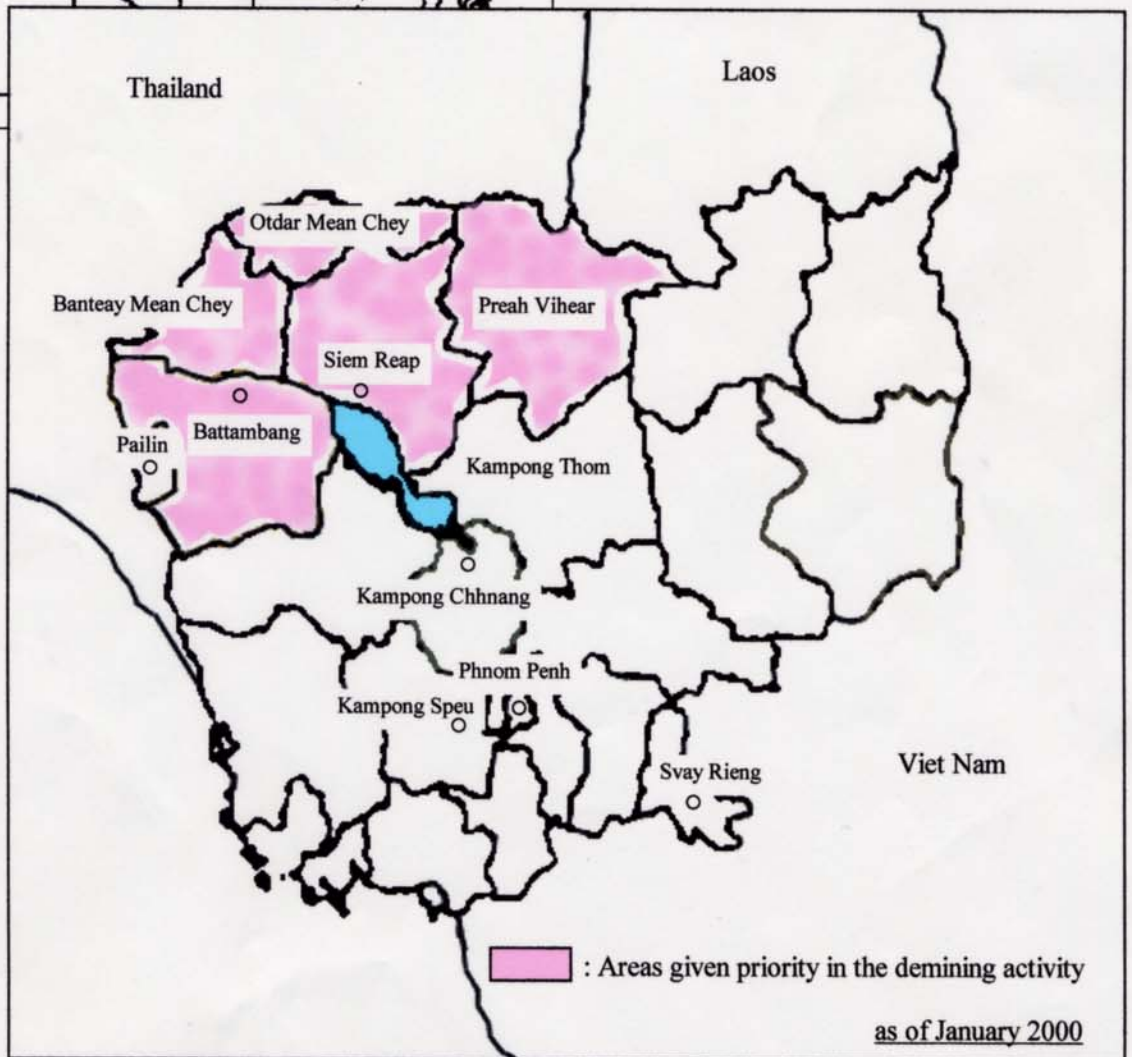 Thailand
Laos
Otdar Mean Chey
Banteay Mean Chey
Preah Vihear
Siem Reap
Battambang
Pailin
Kampong Thom
Kampong Chhnang
Phnom Penh
Kampong Speu
Svay Rieng
Viet Nam
: Areas given priority in the demining activity
as of January 2000